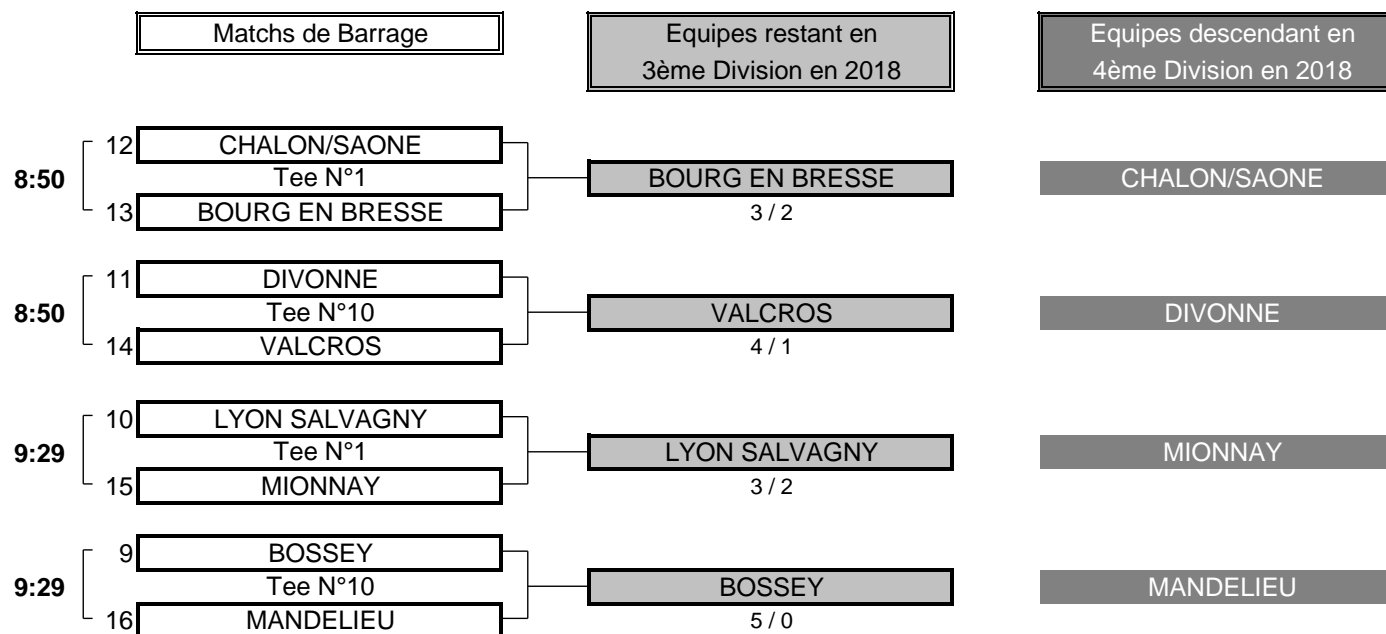 Matchs de Barrage
Equipes restant en
3ème Division en 2018
Equipes descendant en
4ème Division en 2018
12 CHALON/SAONE
8:50 Tee N°1 BOURG EN BRESSE CHALON/SAONE
13 BOURG EN BRESSE 3 / 2
11 DIVONNE
8:50 Tee N°10 VALCROS DIVONNE
14 VALCROS 4 / 1
10 LYON SALVAGNY
9:29 Tee N°1 LYON SALVAGNY MIONNAY
15 MIONNAY 3 / 2
9 BOSSEY
9:29 Tee N°10 BOSSEY MANDELIEU
16 MANDELIEU 5 / 0